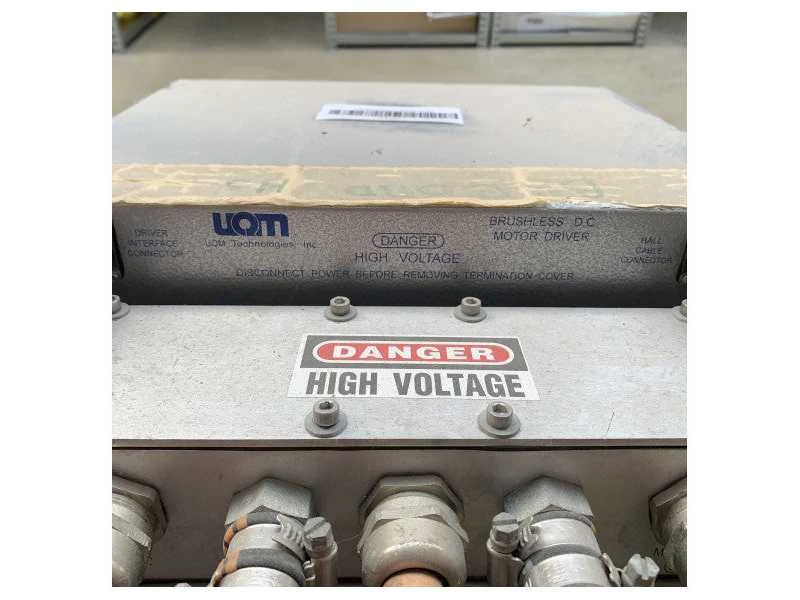 UQM
UQM Technologies, Inc.
DRIVER
INTERFACE
CONNECTOR
DANGER
HIGH VOLTAGE
BRUSHLESS D.C.
MOTOR DRIVER
HALL
CABLE
CONNECTOR
DISCONNECT POWER BEFORE REMOVING TERMINATION COVER
DANGER
HIGH VOLTAGE